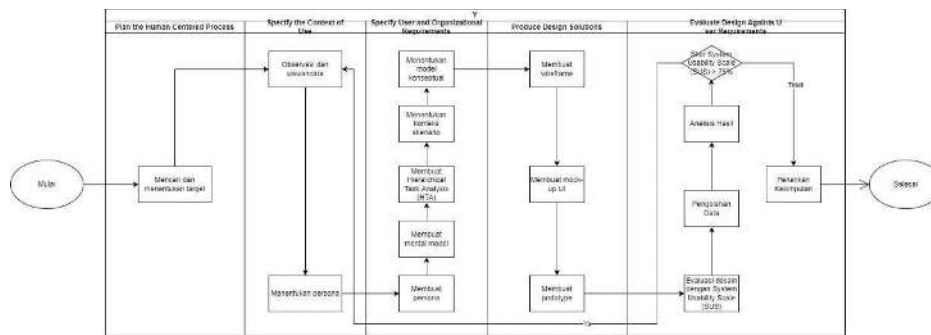 Y
Plan the Human Centered Process
Specify the Context of
Use
Specify User and Organizational
Requirements
Produce Design Solutions
Evaluate Design Againts U
ser Requirements
Mulai
Mencari dan
menentukan target
Observasi dan
wawancara
Menentukan persona
Menentukan
model
konseptual
Menentukan
konteks
skenario
Membuat
Hierarchical
Task Analysis
(HTA)
Membuat
mental model
Membuat
persona
Membuat
wireframe
Membuat mock-
up UI
Membuat
prototype
Skor System
Usability Scale
(SUS) > 75%
Tidak
Analisis Hasil
Pengolahan
Data
Evaluasi desain
dengan System
Usability Scale
(SUS)
Ya
Penarikan
Kesimpulan
Selesai